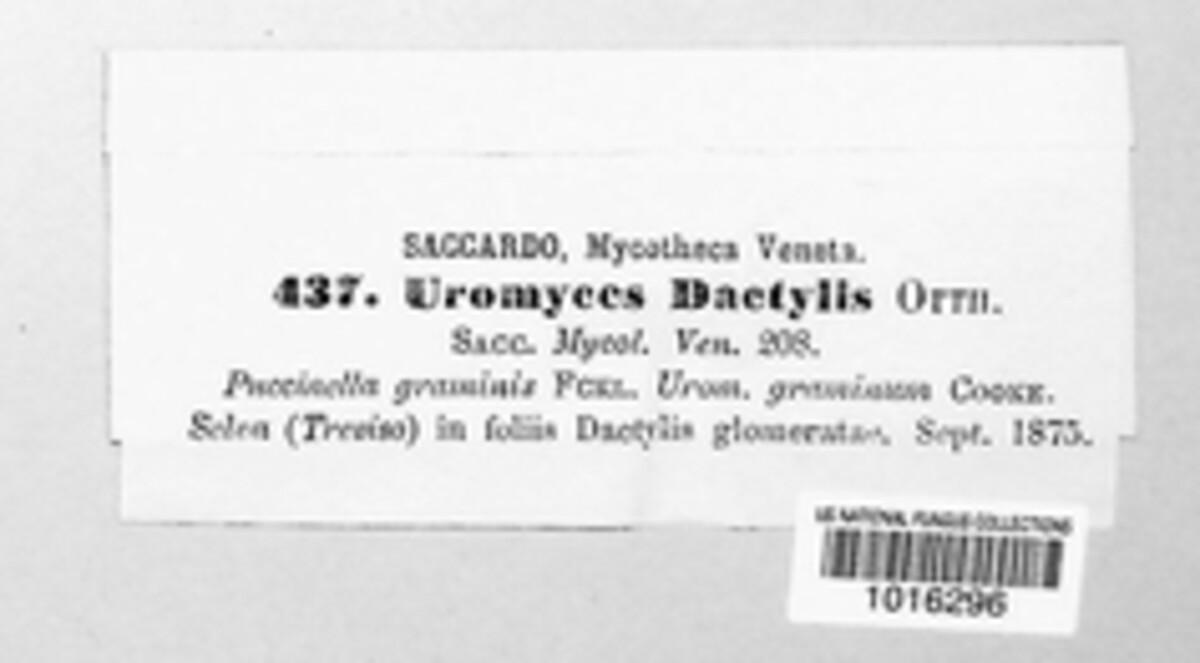 SACCARDO, Mycotheca Veneta.
437. Uromyces Dactylis OTTH.
SACC. Mycol. Ven. 208.
Puccinella graminis FCKL. Urom. graminum COOKE.
Selva (Treviso) in foliis Dactylis glomeratae. Sept. 1875.
US NATIONAL FUNGUS COLLECTIONS
1016296